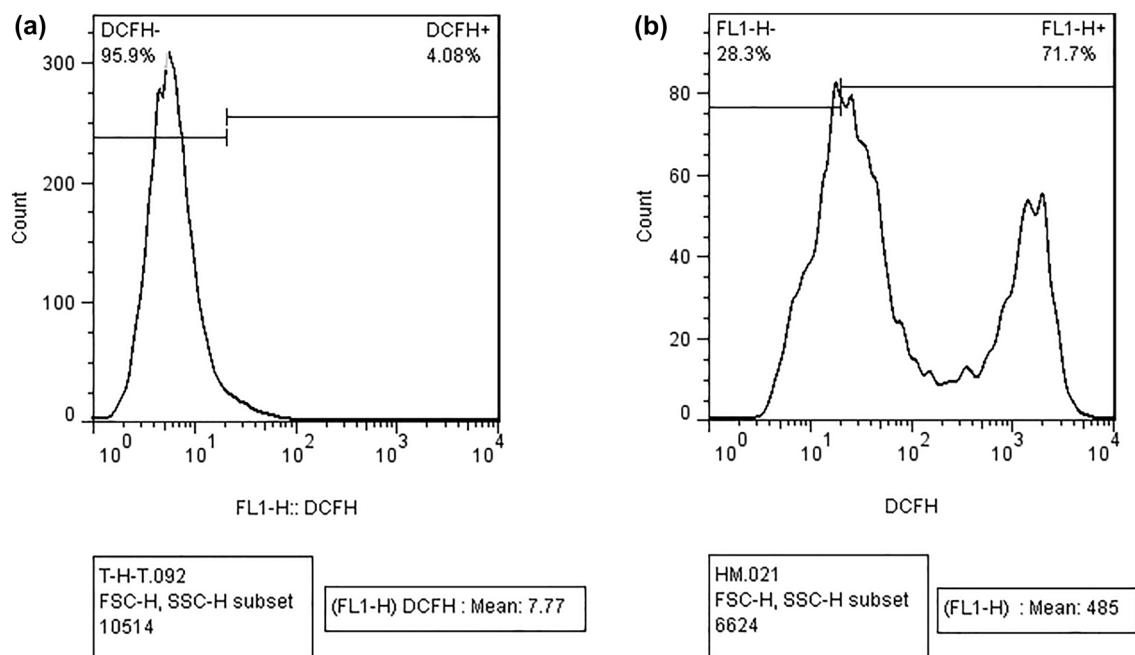 (a)
DCFH-
95.9%
DCFH+
4.08%
300
200
100
0
Count
10^0 10^1 10^2 10^3 10^4
FL1-H:: DCFH
T-H-T.092
FSC-H, SSC-H subset
10514
(FL1-H) DCFH : Mean: 7.77
(b)
FL1-H-
28.3%
FL1-H+
71.7%
80
60
40
20
0
Count
10^0 10^1 10^2 10^3 10^4
DCFH
HM.021
FSC-H, SSC-H subset
6624
(FL1-H) : Mean: 485